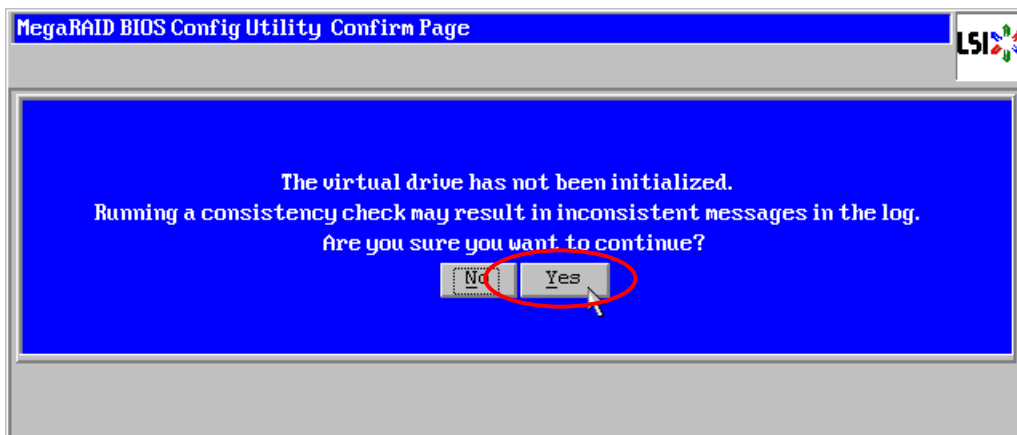 MegaRAID BIOS Config Utility Confirm Page
LSI
The virtual drive has not been initialized.
Running a consistency check may result in inconsistent messages in the log.
Are you sure you want to continue?
No Yes